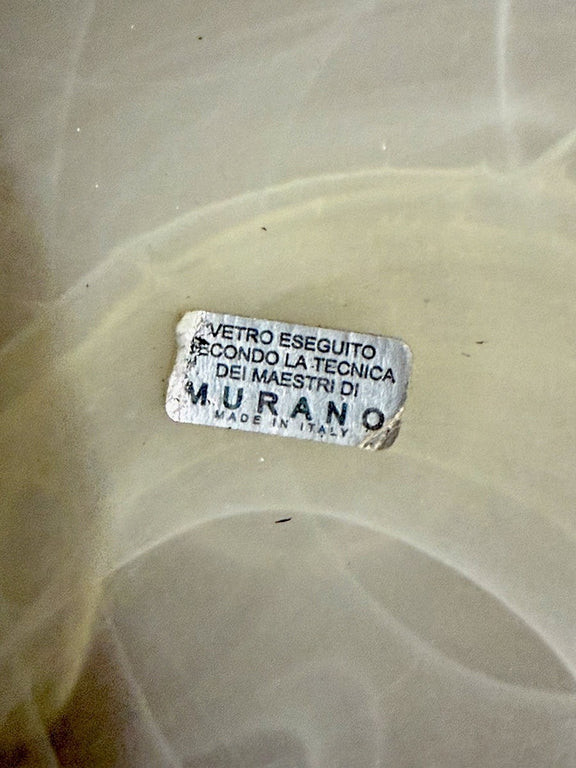 VETRO ESEGUITO
SECONDO LA TECNICA
DEI MAESTRI DI
MURANO
MADE IN ITALY